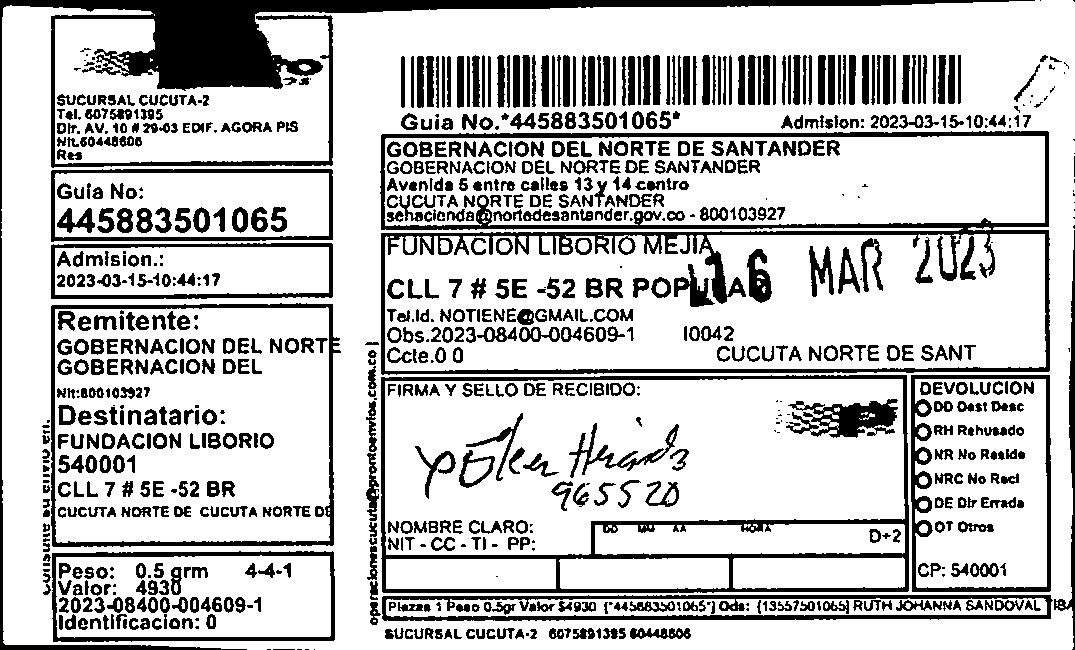 SUCURSAL CUCUTA-2
Tel. 6075891395
Dir. AV. 10 # 29-03 EDIF. AGORA PIS
Nit.60448606
Res
Guia No:
445883501065
Admision.:
2023-03-15-10:44:17
Remitente:
GOBERNACION DEL NORTE
GOBERNACION DEL
Nit:800103927
Destinatario:
FUNDACION LIBORIO
540001
CLL 7 # 5E -52 BR
CUCUTA NORTE DE CUCUTA NORTE DE
Peso: 0.5 grm 4-4-1
Valor: 4930
2023-08400-004609-1
Identificacion: 0
operacionescucuta@prontoenvios.com.co |
Guia No.*445883501065*
Admision: 2023-03-15-10:44:17
GOBERNACION DEL NORTE DE SANTANDER
GOBERNACION DEL NORTE DE SANTANDER
Avenida 5 entre calles 13 y 14 centro
CUCUTA NORTE DE SANTANDER
sehacienda@nortedesantander.gov.co - 800103927
FUNDACION LIBORIO MEJIA
16 MAR 2023
CLL 7 # 5E -52 BR POPULAR
Tel.Id. NOTIENE@GMAIL.COM
Obs.2023-08400-004609-1 I0042
Ccte.0 0 CUCUTA NORTE DE SANT
FIRMA Y SELLO DE RECIBIDO:
965520
NOMBRE CLARO:
NIT - CC - TI - PP:
DD MM AA HORA
D+2
DEVOLUCION
DD Dest Desc
RH Rehusado
NR No Reside
NRC No Recl
DE Dir Errada
OT Otros
CP: 540001
Piezas 1 Peso 0.5gr Valor $4930 ["445883501065"] Ods: [13557501065] RUTH JOHANNA SANDOVAL TIBA
SUCURSAL CUCUTA-2 6075891395 60448606